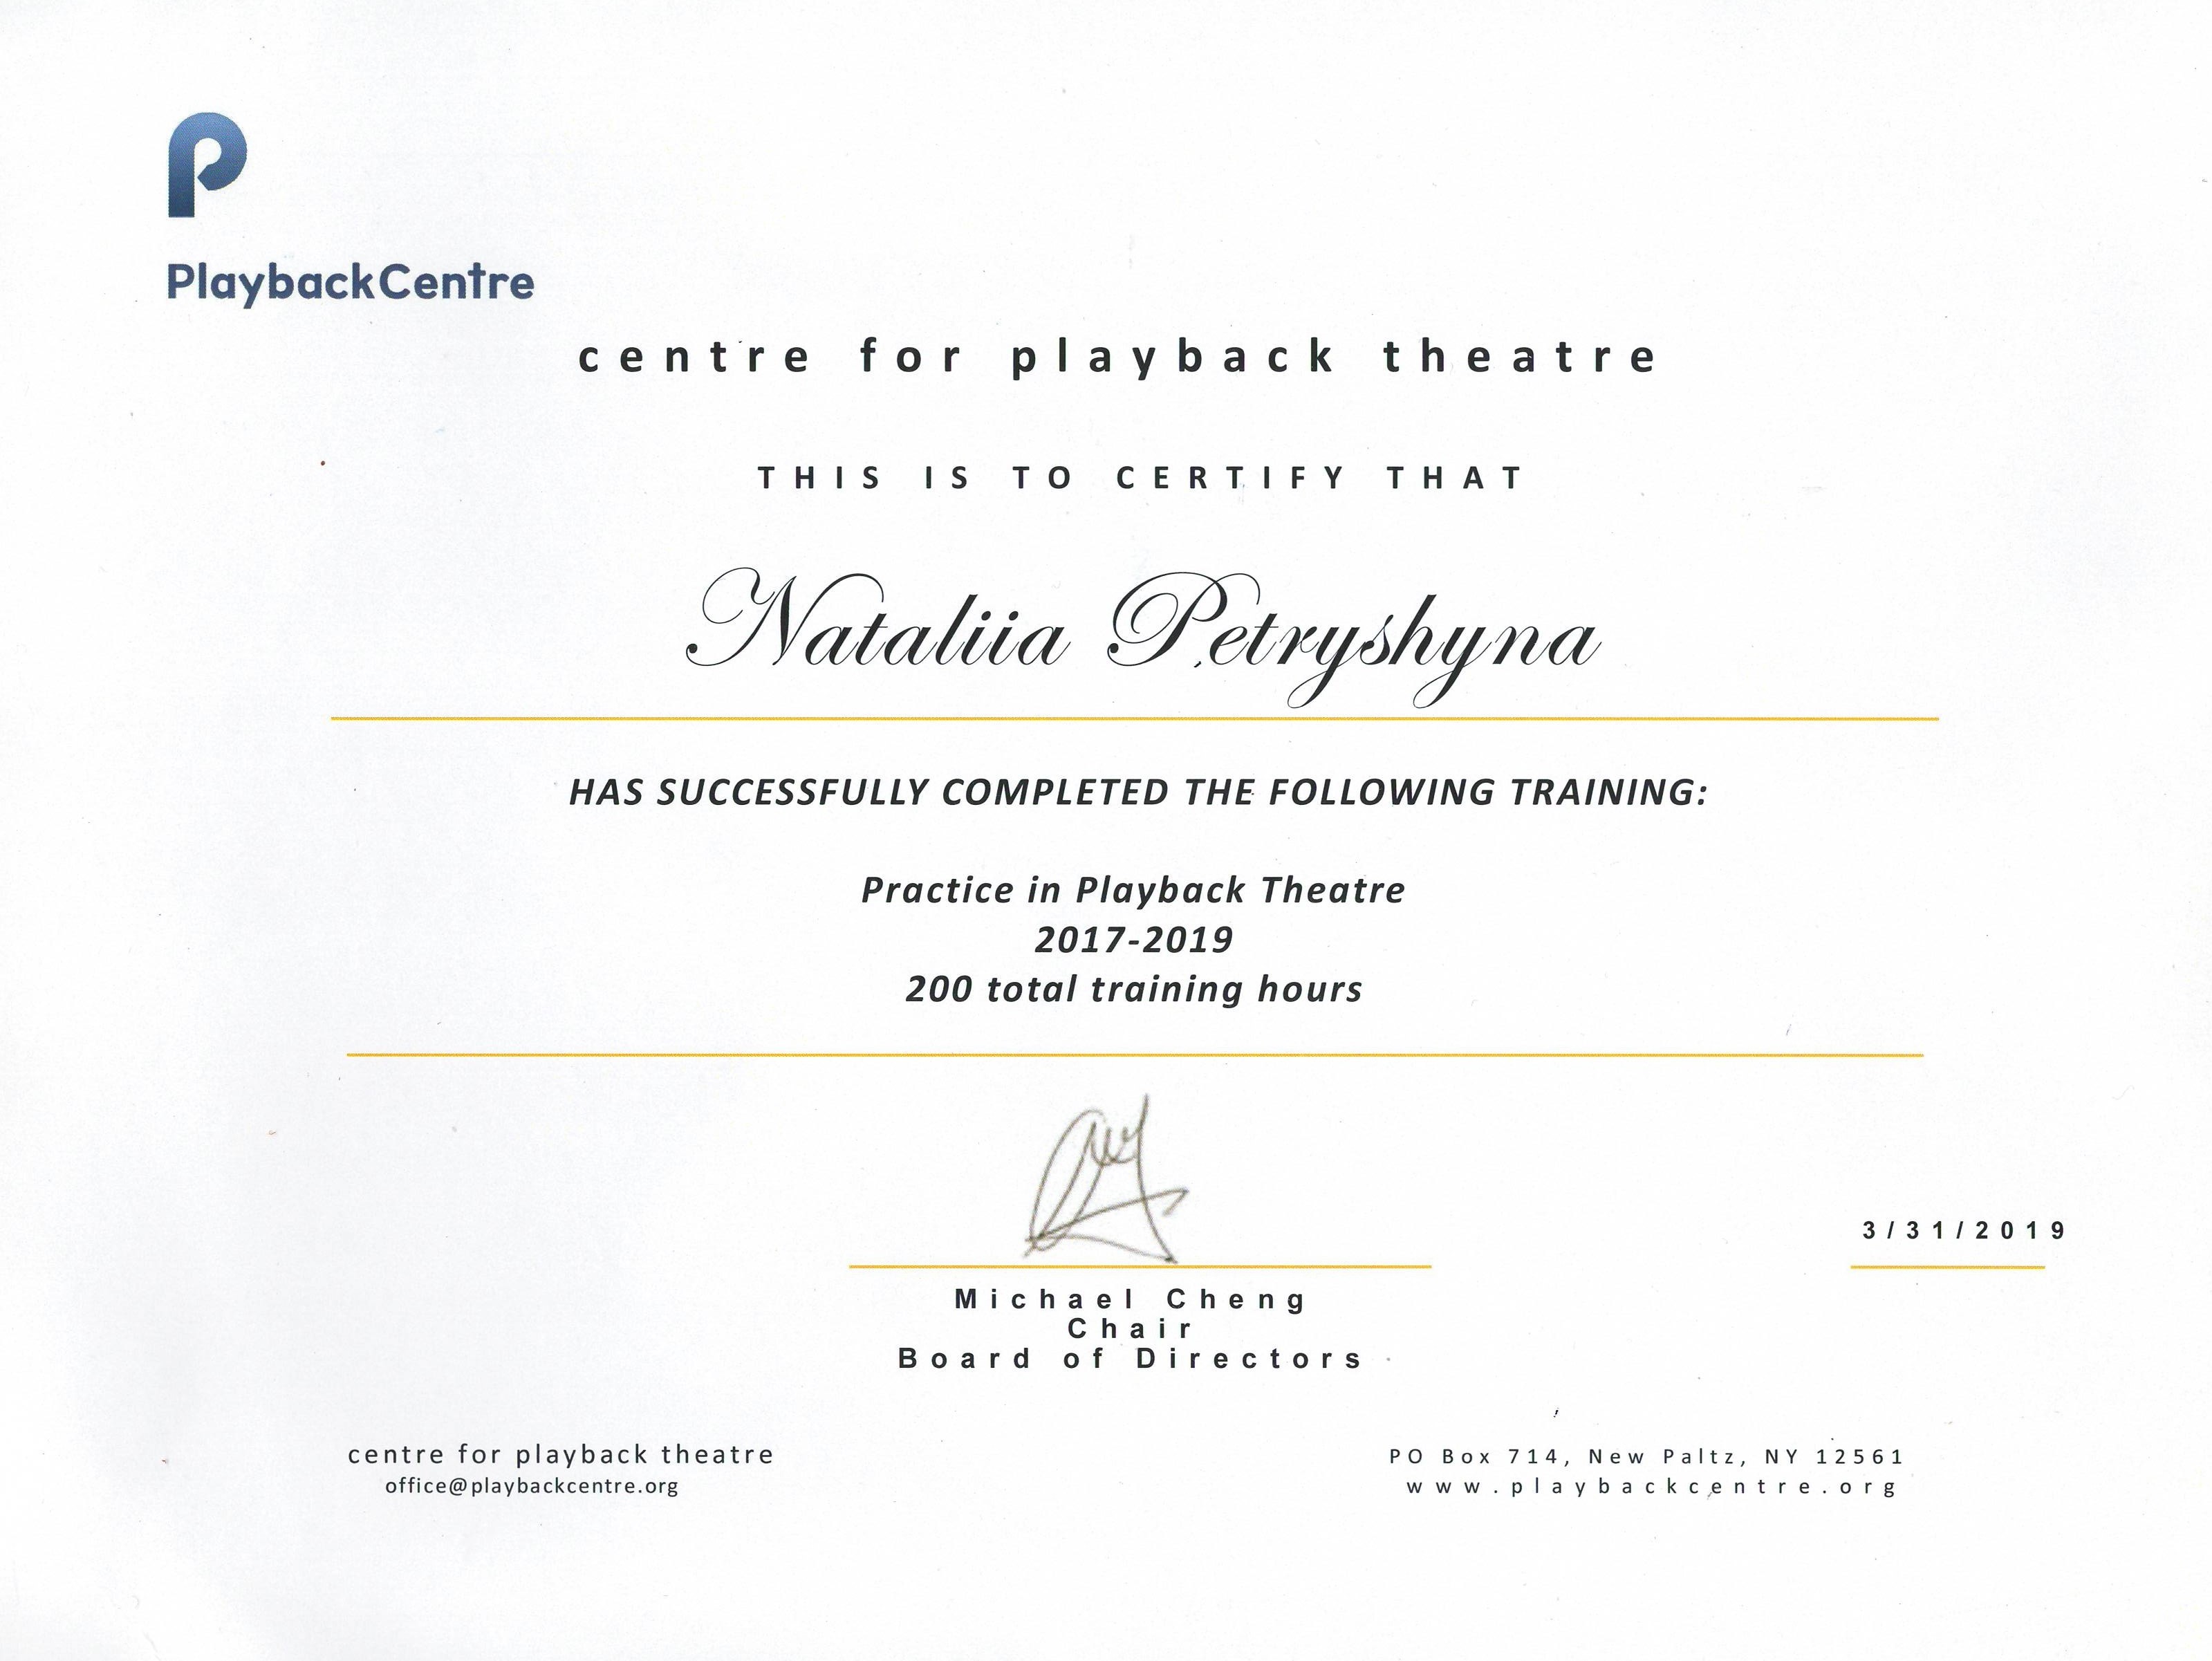 PlaybackCentre
centre for playback theatre
THIS IS TO CERTIFY THAT
Nataliia Petryshyna
HAS SUCCESSFULLY COMPLETED THE FOLLOWING TRAINING:
Practice in Playback Theatre
2017-2019
200 total training hours
3/31/2019
Michael Cheng
Chair
Board of Directors
centre for playback theatre
office@playbackcentre.org
PO Box 714, New Paltz, NY 12561
www.playbackcentre.org